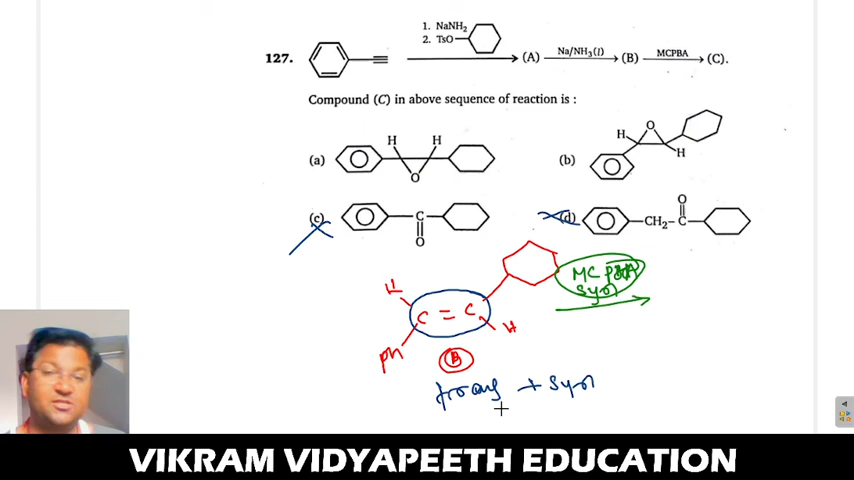 1. NaNH₂
2. TsO
127.
(A) Na/NH₃(l) (B) MCPBA (C).
Compound (C) in above sequence of reaction is :
(a) H H O
(b) H O H
(c) C O
(d) CH₂–C O
H C = C H
Ph
B
MCPBA
syn
trans + syn
VIKRAM VIDYAPEETH EDUCATION